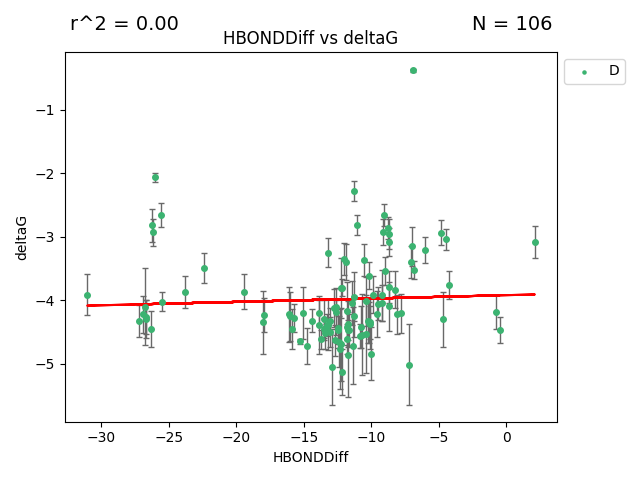 r^2 = 0.00
N = 106
HBONDDiff vs deltaG
D
−1
−2
−3
−4
−5
deltaG
−30
−25
−20
−15
−10
−5
0
HBONDDiff